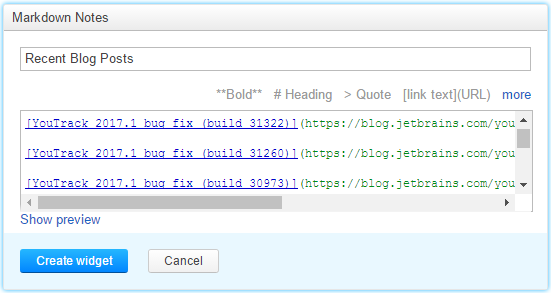 Markdown Notes
Recent Blog Posts
**Bold** # Heading > Quote [link text](URL) more
[YouTrack 2017.1 bug fix (build 31322)](https://blog.jetbrains.com/you
[YouTrack 2017.1 bug fix (build 31260)](https://blog.jetbrains.com/you
[YouTrack 2017.1 bug fix (build 30973)](https://blog.jetbrains.com/you
Show preview
Create widget Cancel